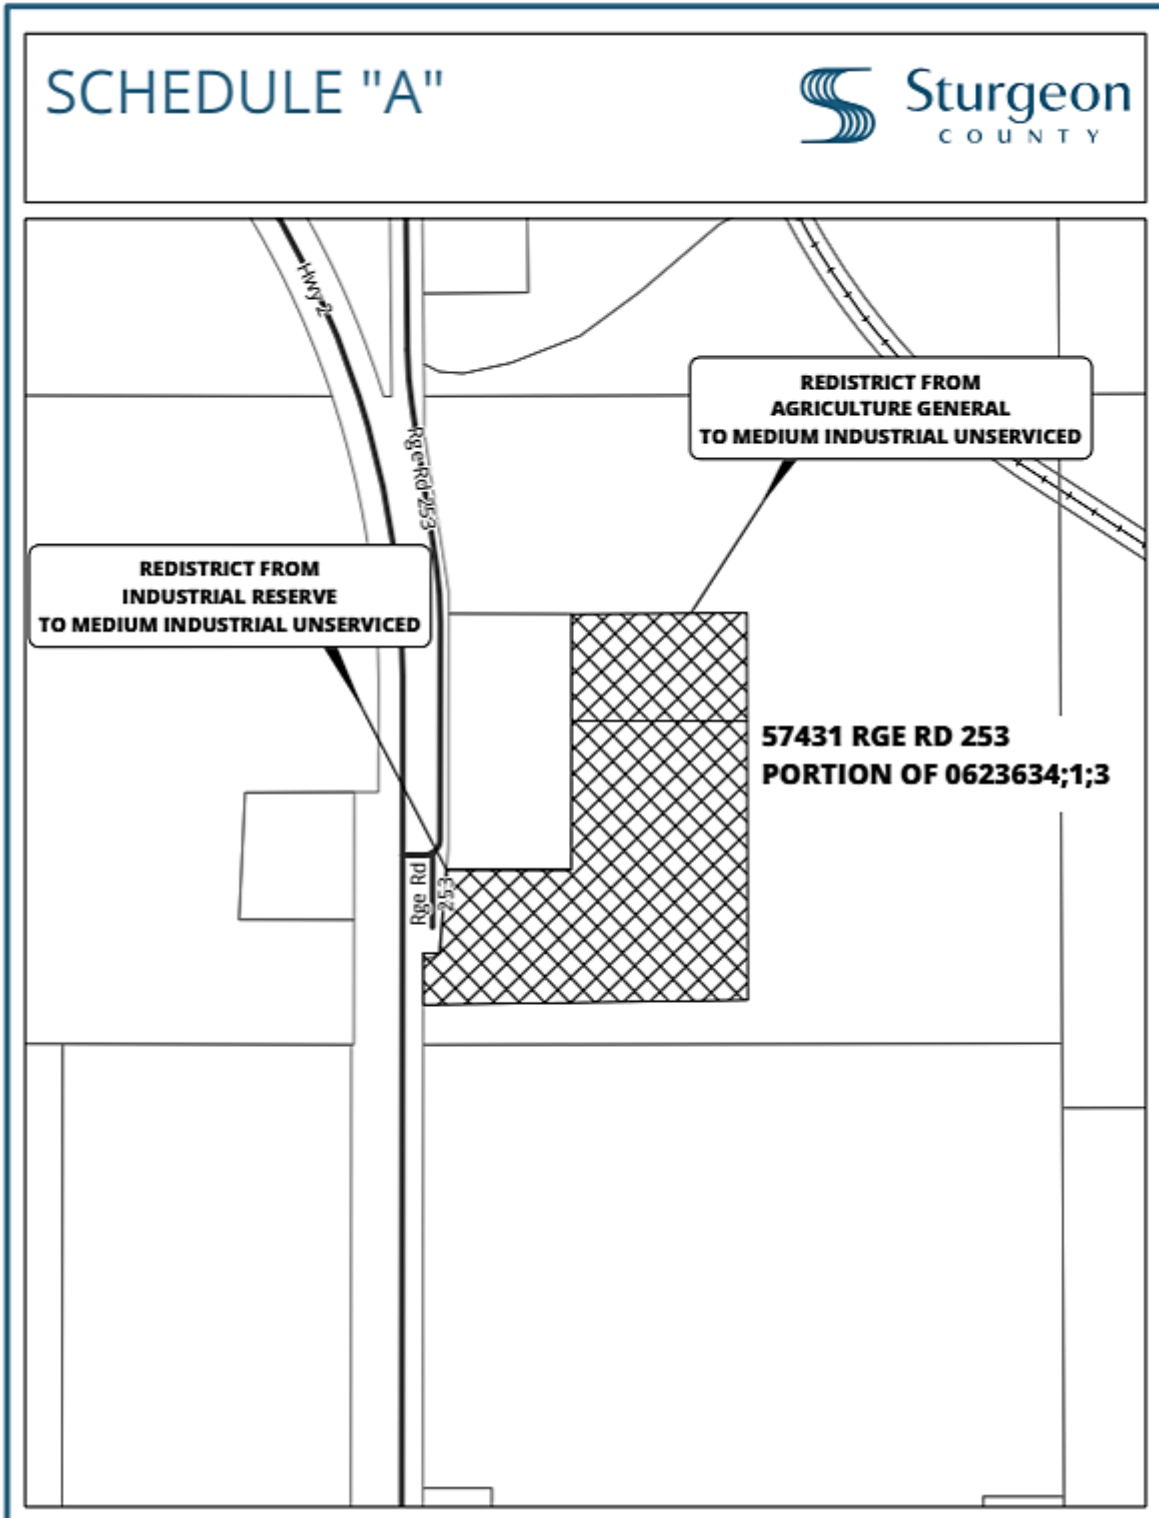 SCHEDULE "A"
Sturgeon
COUNTY
Hwy 2
Rge Rd 253
REDISTRICT FROM
AGRICULTURE GENERAL
TO MEDIUM INDUSTRIAL UNSERVICED
REDISTRICT FROM
INDUSTRIAL RESERVE
TO MEDIUM INDUSTRIAL UNSERVICED
57431 RGE RD 253
PORTION OF 0623634;1;3
Rge Rd
253